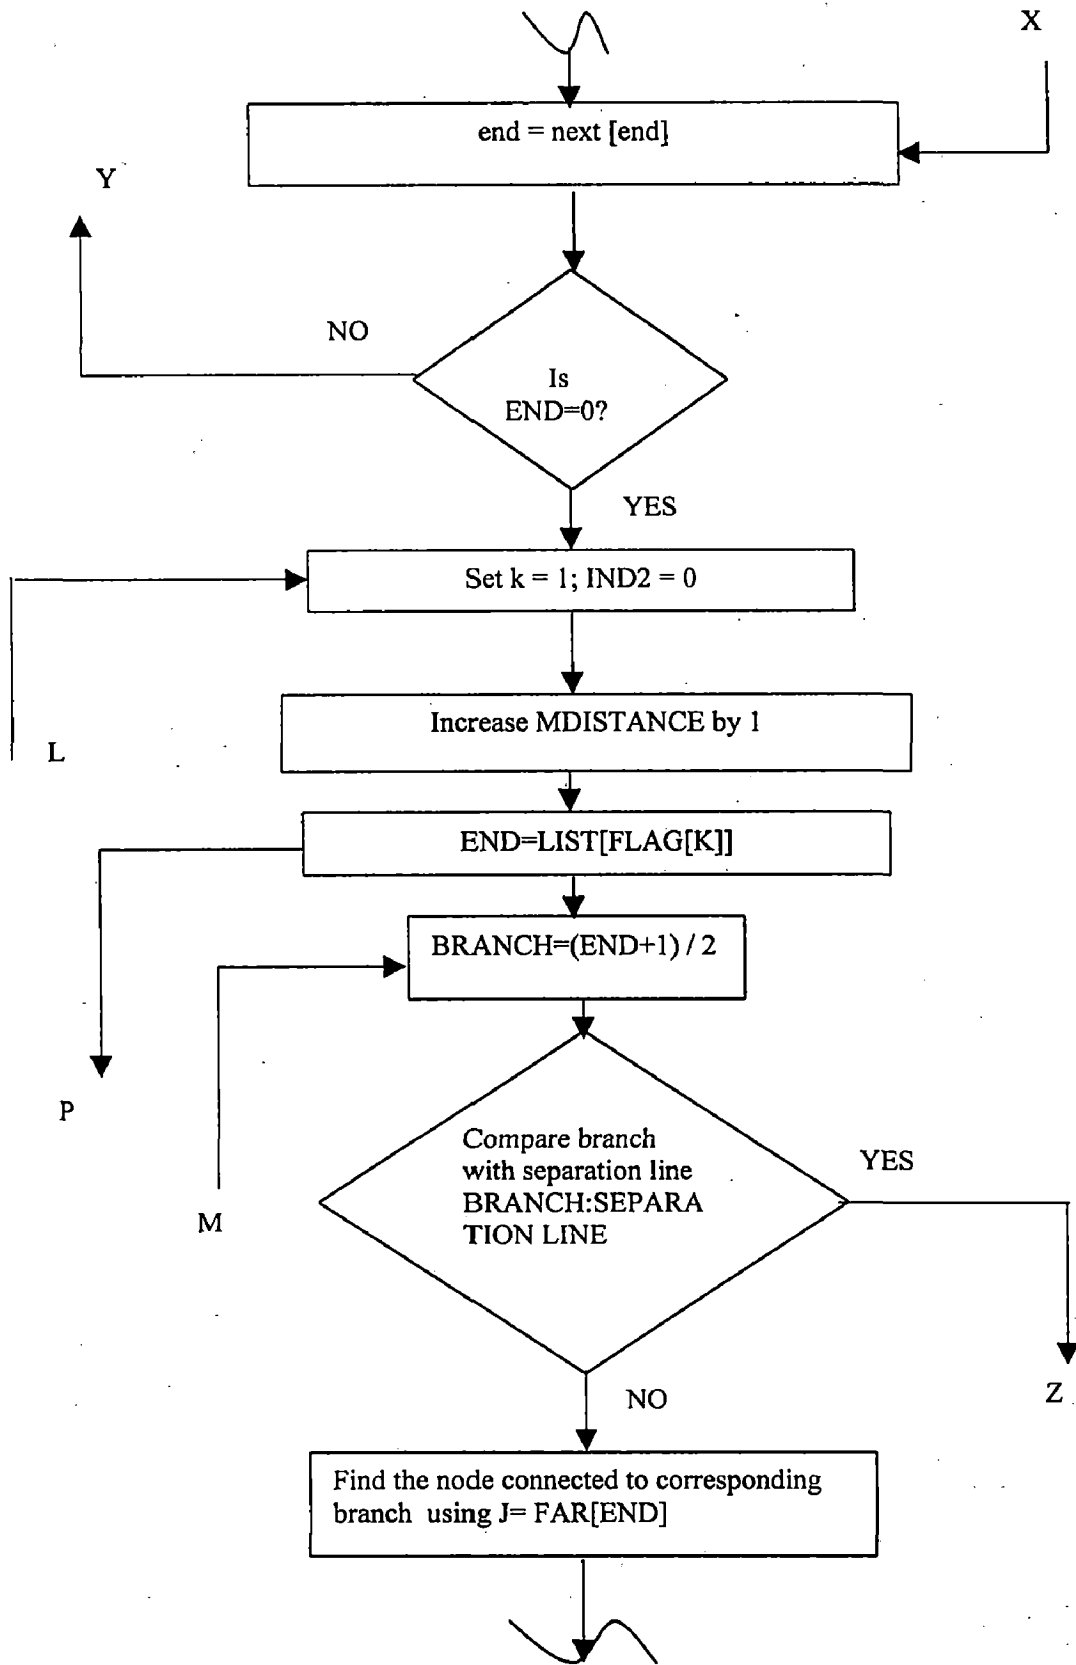 X
end = next [end]
Y
NO
Is
END=0?
YES
Set k = 1; IND2 = 0
Increase MDISTANCE by 1
L
END=LIST[FLAG[K]]
BRANCH=(END+1) / 2
P
Compare branch
with separation line
BRANCH:SEPARA
TION LINE
YES
M
Z
NO
Find the node connected to corresponding
branch using J= FAR[END]